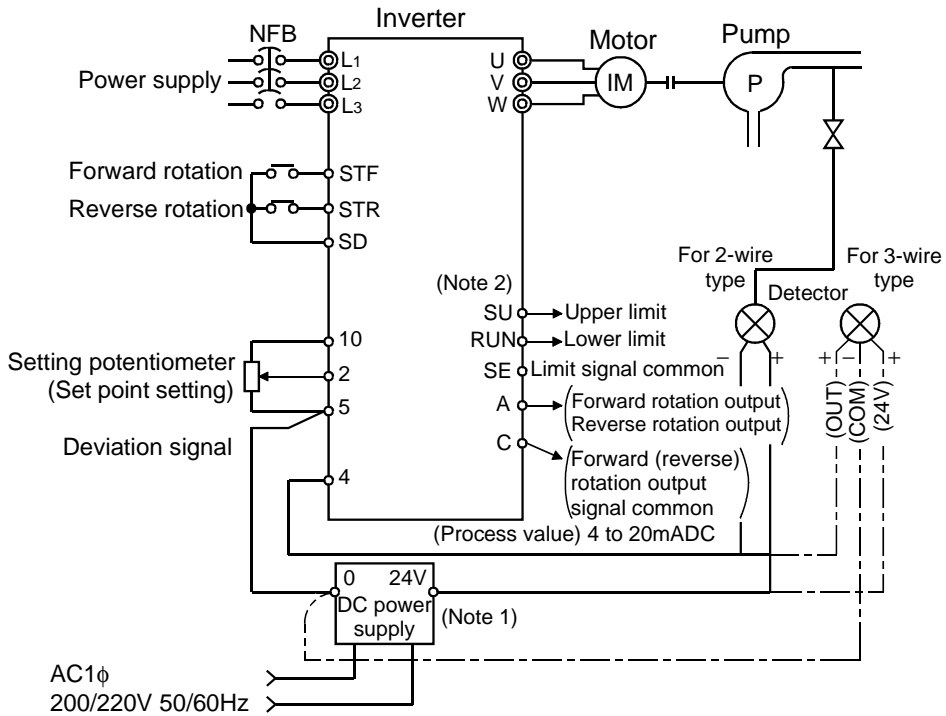 Inverter
NFB
Motor
Pump
Power supply
L1
L2
L3
U
V
W
IM
P
Forward rotation
STF
Reverse rotation
STR
SD
For 2-wire
type
For 3-wire
type
(Note 2)
Detector
SU
Upper limit
RUN
Lower limit
SE
Limit signal common
− +
+ − +
10
Setting potentiometer
(Set point setting)
2
5
A
(Forward rotation output
Reverse rotation output)
(OUT)
(COM)
(24V)
Deviation signal
C
(Forward (reverse)
rotation output
signal common)
4
(Process value) 4 to 20mADC
0 24V
DC power
supply
(Note 1)
AC1ϕ
200/220V 50/60Hz